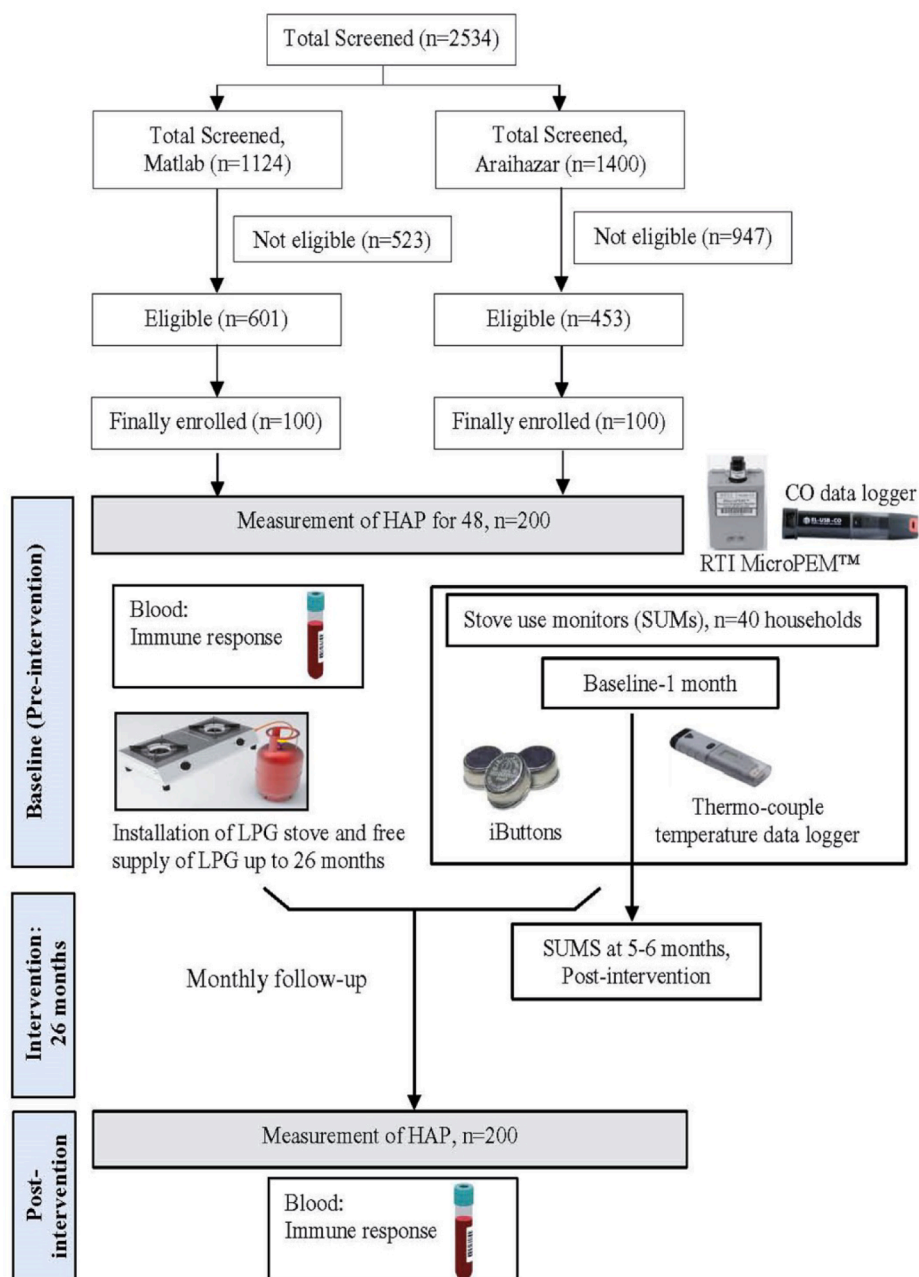 Total Screened (n=2534)
Total Screened,
Matlab (n=1124)
Total Screened,
Araihazar (n=1400)
Not eligible (n=523)
Not eligible (n=947)
Eligible (n=601)
Eligible (n=453)
Finally enrolled (n=100)
Finally enrolled (n=100)
Baseline (Pre-intervention)
Measurement of HAP for 48, n=200
CO data logger
EL-USB-CO
RTI MicroPEM™
Blood:
Immune response
Stove use monitors (SUMs), n=40 households
Baseline-1 month
iButtons
Thermo-couple
temperature data logger
Installation of LPG stove and free
supply of LPG up to 26 months
Intervention:
26 months
Monthly follow-up
SUMS at 5-6 months,
Post-intervention
Post-
intervention
Measurement of HAP, n=200
Blood:
Immune response